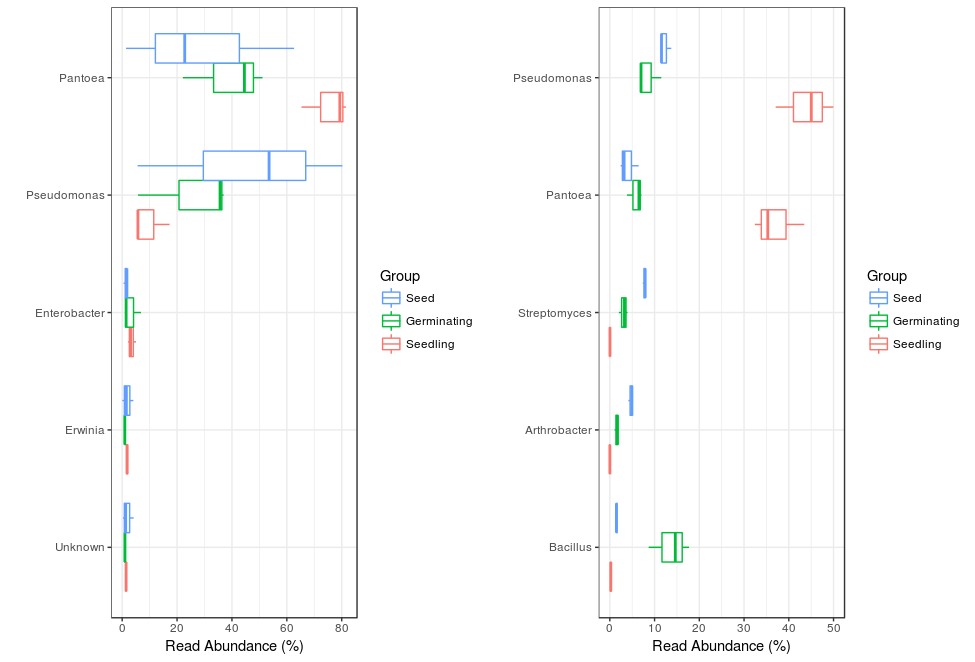 Pantoea
Pseudomonas
Enterobacter
Erwinia
Unknown
0 20 40 60 80
Read Abundance (%)
Group
Seed
Germinating
Seedling
Pseudomonas
Pantoea
Streptomyces
Arthrobacter
Bacillus
0 10 20 30 40 50
Read Abundance (%)
Group
Seed
Germinating
Seedling